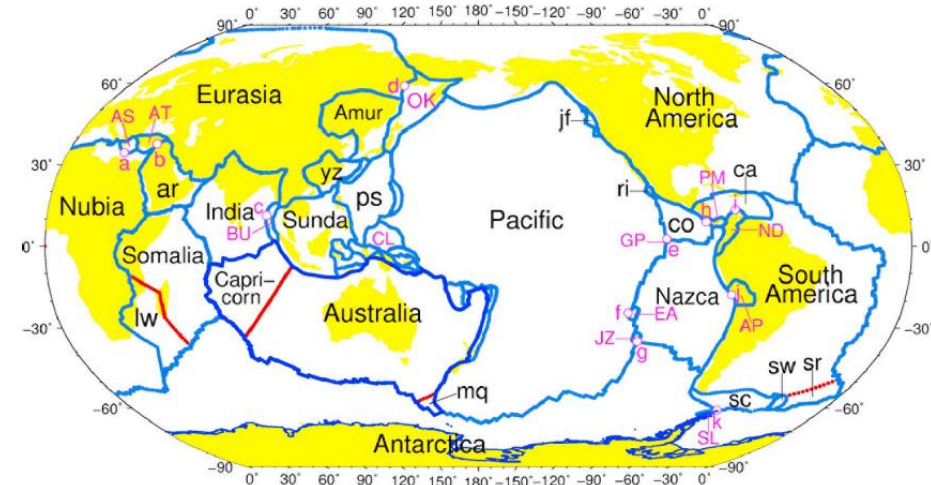 0° 30° 60° 90° 120° 150° 180° -150° -120° -90° -60° -30° 0°
90°
90°
60°
60°
30°
30°
0°
0°
-30°
-30°
-60°
-60°
-90
-90°
Eurasia
Amur
d
OK
North
America
jf
AS
AT
a
b
yz
ri
PM
ca
ar
Nubia
India
c
BU
Sunda
ps
Pacific
h
i
co
ND
CL
GP
e
Somalia
Capri-
corn
lw
Australia
Nazca
South
America
j
AP
f
EA
JZ
g
mq
sw
sr
sc
k
SL
Antarctica
0° 30° 60° 90° 120° 150° 180° -150° -120° -90° -60° -30° 0°